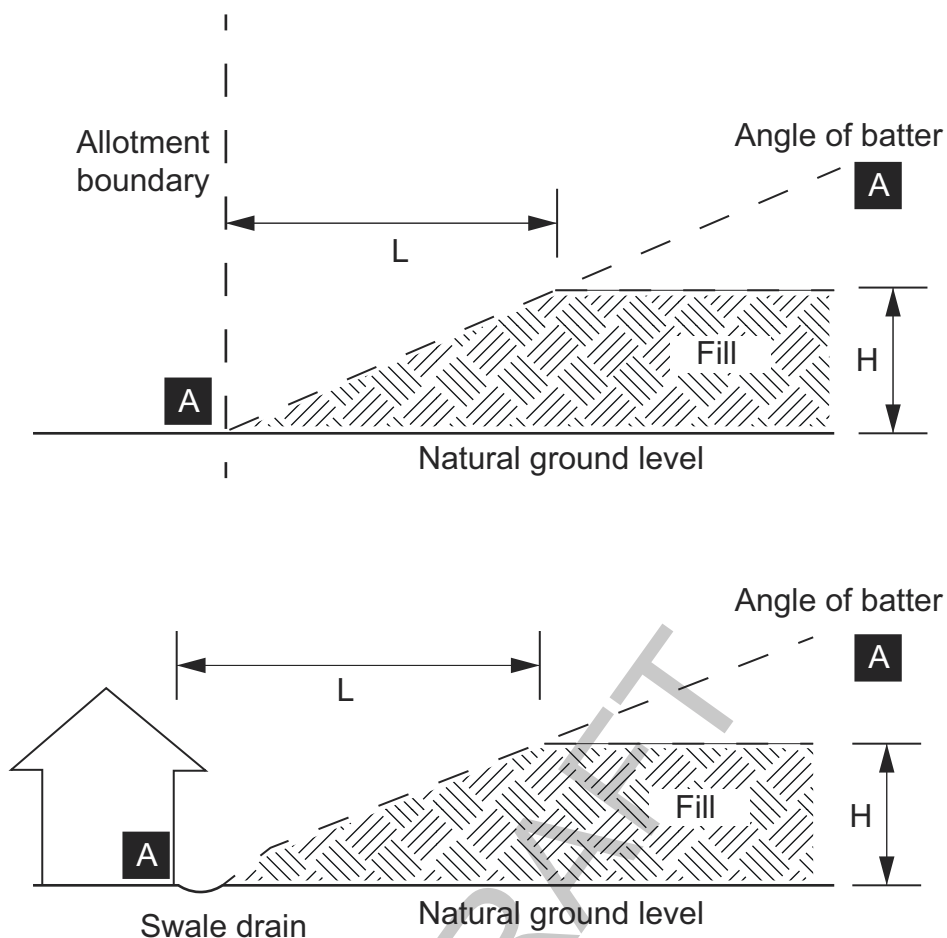 Allotment
boundary
Angle of batter
A
L
Fill
H
A
Natural ground level
Angle of batter
A
L
Fill
H
A
Swale drain
Natural ground level